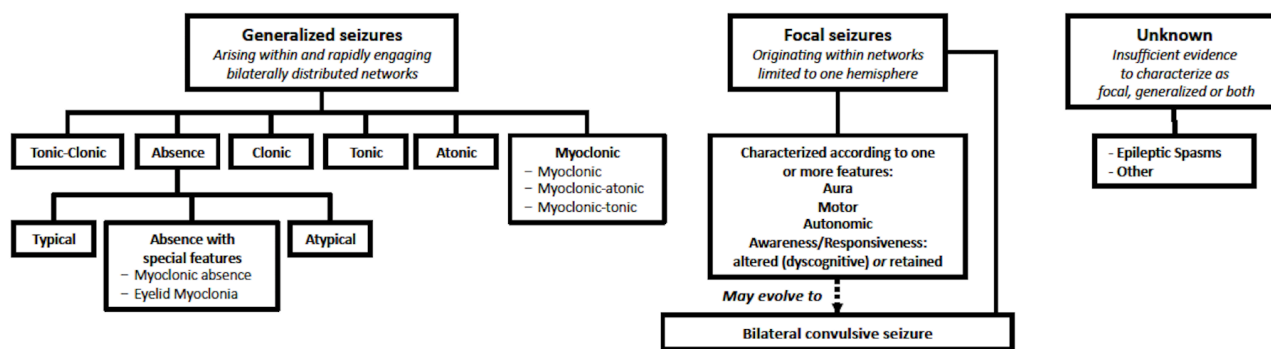 Generalized seizures
Arising within and rapidly engaging
bilaterally distributed networks
Tonic-Clonic
Absence
Clonic
Tonic
Atonic
Myoclonic
– Myoclonic
– Myoclonic-atonic
– Myoclonic-tonic
Typical
Absence with
special features
– Myoclonic absence
– Eyelid Myoclonia
Atypical
Focal seizures
Originating within networks
limited to one hemisphere
Characterized according to one
or more features:
Aura
Motor
Autonomic
Awareness/Responsiveness:
altered (dyscognitive) or retained
May evolve to
Bilateral convulsive seizure
Unknown
Insufficient evidence
to characterize as
focal, generalized or both
- Epileptic Spasms
- Other